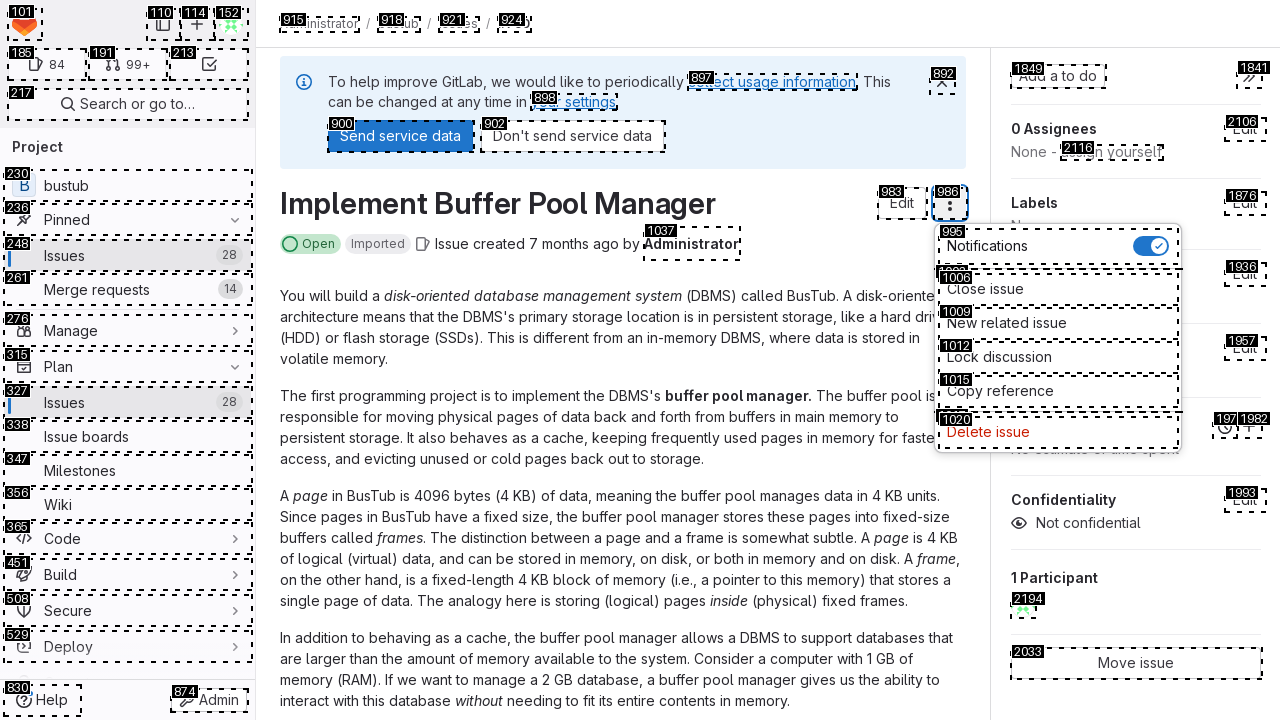 101
110
114
152
185
84
191
99+
213
217
Search or go to…
Project
230
B
bustub
236
Pinned
248
Issues
28
261
Merge requests
14
276
Manage
315
Plan
327
Issues
28
338
Issue boards
347
Milestones
356
Wiki
365
Code
451
Build
508
Secure
529
Deploy
830
Help
874
Admin
915
/
918
/
921
/
924
To help improve GitLab, we would like to periodically 897 collect usage information. This
can be changed at any time in 898 your settings.
892
900
Send service data
902
Don't send service data
Implement Buffer Pool Manager
983
Edit
986
Open
Imported
Issue created 7 months ago by
1037
Administrator
You will build a disk-oriented database management system (DBMS) called BusTub. A disk-oriente
architecture means that the DBMS's primary storage location is in persistent storage, like a hard driv
(HDD) or flash storage (SSDs). This is different from an in-memory DBMS, where data is stored in
volatile memory.
The first programming project is to implement the DBMS's buffer pool manager. The buffer pool is
responsible for moving physical pages of data back and forth from buffers in main memory to
persistent storage. It also behaves as a cache, keeping frequently used pages in memory for faste
access, and evicting unused or cold pages back out to storage.
A page in BusTub is 4096 bytes (4 KB) of data, meaning the buffer pool manages data in 4 KB units.
Since pages in BusTub have a fixed size, the buffer pool manager stores these pages into fixed-size
buffers called frames. The distinction between a page and a frame is somewhat subtle. A page is 4 KB
of logical (virtual) data, and can be stored in memory, on disk, or both in memory and on disk. A frame,
on the other hand, is a fixed-length 4 KB block of memory (i.e., a pointer to this memory) that stores a
single page of data. The analogy here is storing (logical) pages inside (physical) fixed frames.
In addition to behaving as a cache, the buffer pool manager allows a DBMS to support databases that
are larger than the amount of memory available to the system. Consider a computer with 1 GB of
memory (RAM). If we want to manage a 2 GB database, a buffer pool manager gives us the ability to
interact with this database without needing to fit its entire contents in memory.
995
Notifications
1006
Close issue
1009
New related issue
1012
Lock discussion
1015
Copy reference
1020
Delete issue
1849
Add a to do
1841
0 Assignees
2106
Edit
None -
2116
assign yourself
Labels
1876
Edit
1936
Edit
1957
Edit
197
1982
No estimate or time spent
Confidentiality
1993
Edit
Not confidential
1 Participant
2194
2033
Move issue